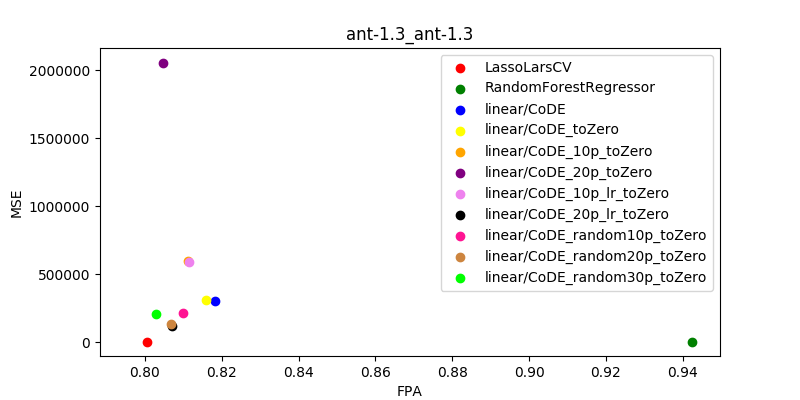 ant-1.3_ant-1.3
MSE
2000000
1500000
1000000
500000
0
LassoLarsCV
RandomForestRegressor
linear/CoDE
linear/CoDE_toZero
linear/CoDE_10p_toZero
linear/CoDE_20p_toZero
linear/CoDE_10p_lr_toZero
linear/CoDE_20p_lr_toZero
linear/CoDE_random10p_toZero
linear/CoDE_random20p_toZero
linear/CoDE_random30p_toZero
0.80 0.82 0.84 0.86 0.88 0.90 0.92 0.94
FPA